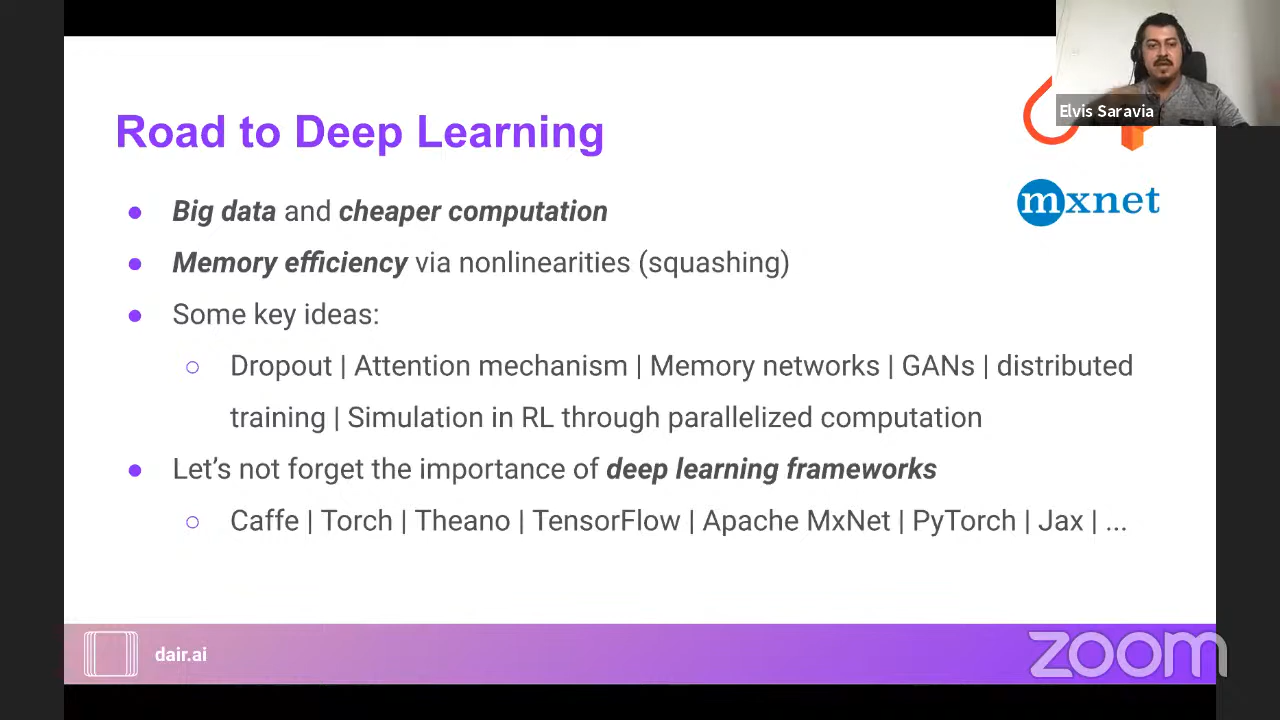 Elvis Saravia
Road to Deep Learning
mxnet
● Big data and cheaper computation
● Memory efficiency via nonlinearities (squashing)
● Some key ideas:
○ Dropout | Attention mechanism | Memory networks | GANs | distributed
training | Simulation in RL through parallelized computation
● Let’s not forget the importance of deep learning frameworks
○ Caffe | Torch | Theano | TensorFlow | Apache MxNet | PyTorch | Jax | ...
dair.ai
zoom